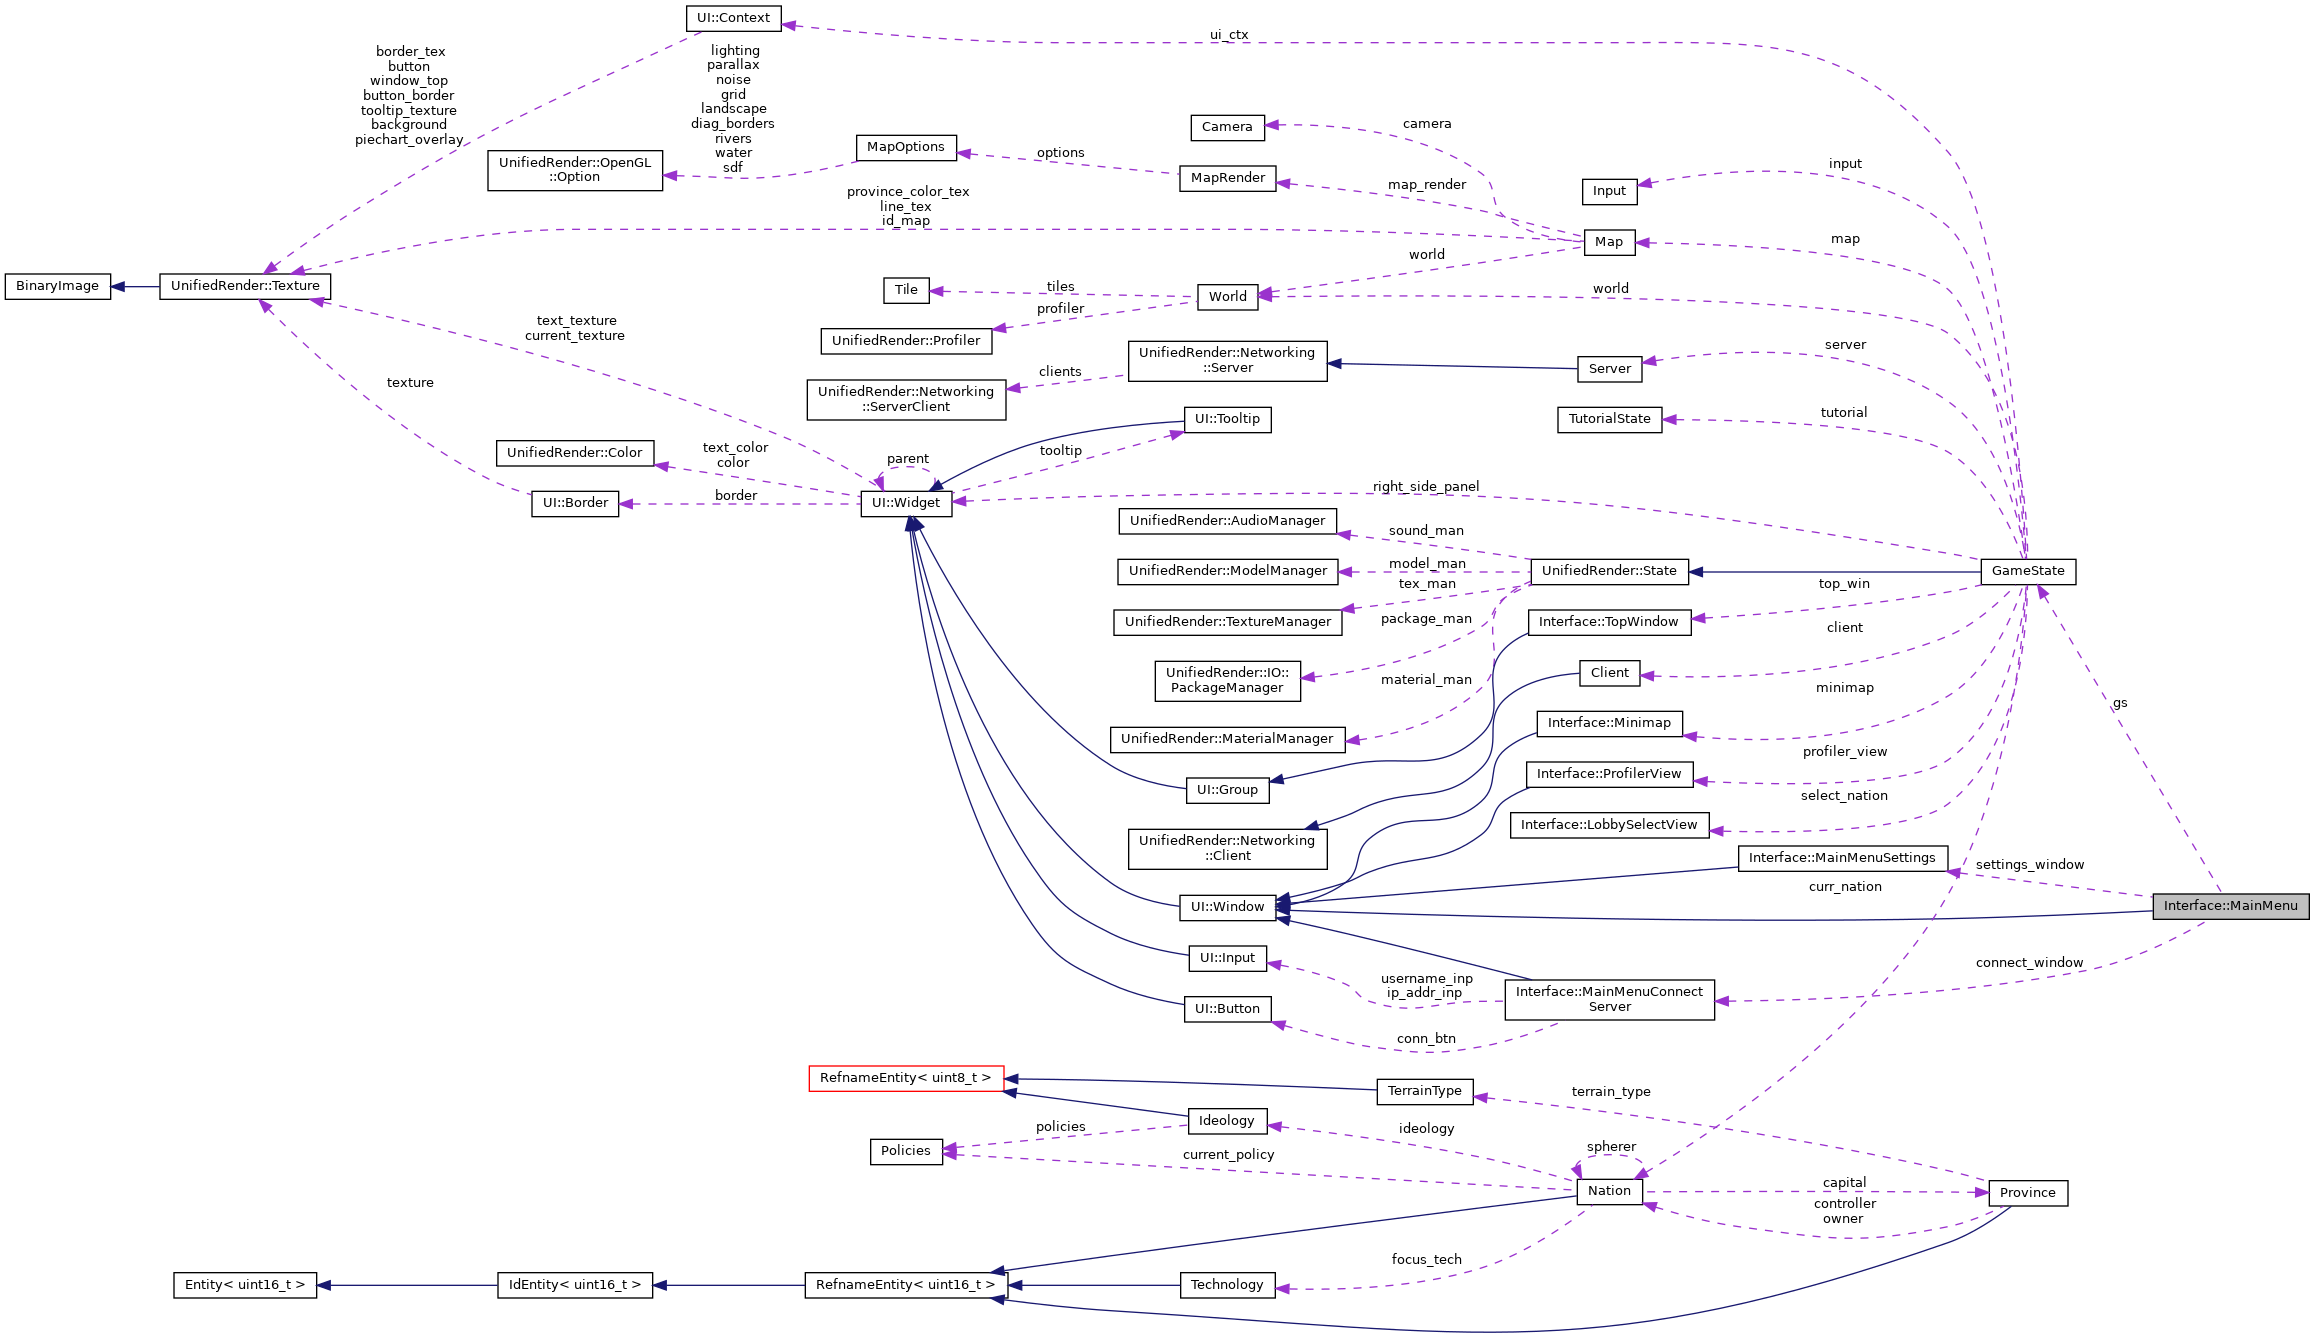 UI::Context
ui_ctx
border_tex
button
window_top
button_border
tooltip_texture
background
piechart_overlay
lighting
parallax
noise
grid
landscape
diag_borders
rivers
water
sdf
Camera
camera
MapOptions
options
UnifiedRender::OpenGL
::Option
MapRender
map_render
input
Input
province_color_tex
line_tex
id_map
Map
map
world
BinaryImage
UnifiedRender::Texture
Tile
tiles
World
world
profiler
text_texture
current_texture
UnifiedRender::Profiler
UnifiedRender::Networking
::Server
Server
server
texture
clients
UnifiedRender::Networking
::ServerClient
UI::Tooltip
TutorialState
tutorial
UnifiedRender::Color
text_color
color
parent
tooltip
UI::Border
border
UI::Widget
right_side_panel
UnifiedRender::AudioManager
sound_man
UnifiedRender::ModelManager
model_man
UnifiedRender::State
GameState
tex_man
top_win
UnifiedRender::TextureManager
package_man
Interface::TopWindow
client
UnifiedRender::IO::
PackageManager
material_man
Client
minimap
gs
UnifiedRender::MaterialManager
Interface::Minimap
profiler_view
UI::Group
Interface::ProfilerView
select_nation
UnifiedRender::Networking
::Client
Interface::LobbySelectView
Interface::MainMenuSettings
settings_window
curr_nation
UI::Window
Interface::MainMenu
UI::Input
username_inp
ip_addr_inp
connect_window
Interface::MainMenuConnect
Server
UI::Button
conn_btn
RefnameEntity< uint8_t >
TerrainType
terrain_type
Ideology
policies
ideology
Policies
current_policy
spherer
Nation
capital
Province
controller
owner
focus_tech
Entity< uint16_t >
IdEntity< uint16_t >
RefnameEntity< uint16_t >
Technology